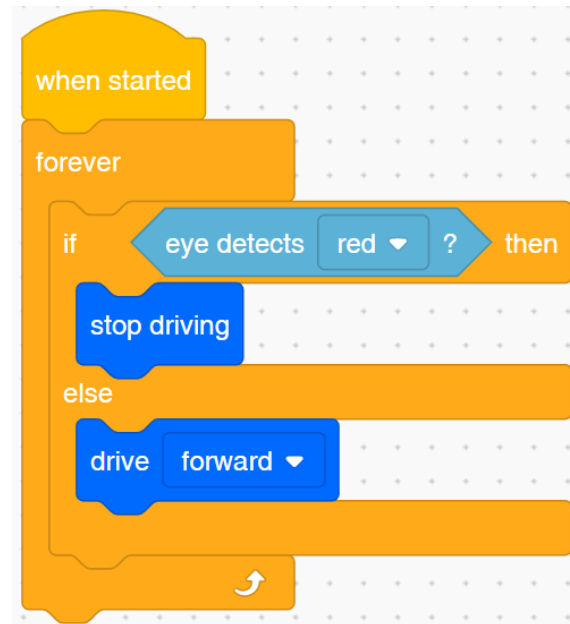 when started
forever
if eye detects red ? then
stop driving
else
drive forward